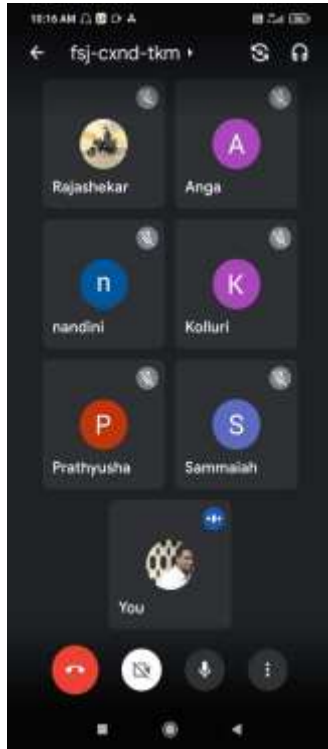 10:16 AM
fsj-cxnd-tkm
A
Rajashekar
Anga
n
K
nandini
Kolluri
P
S
Prathyusha
Sammaiah
You